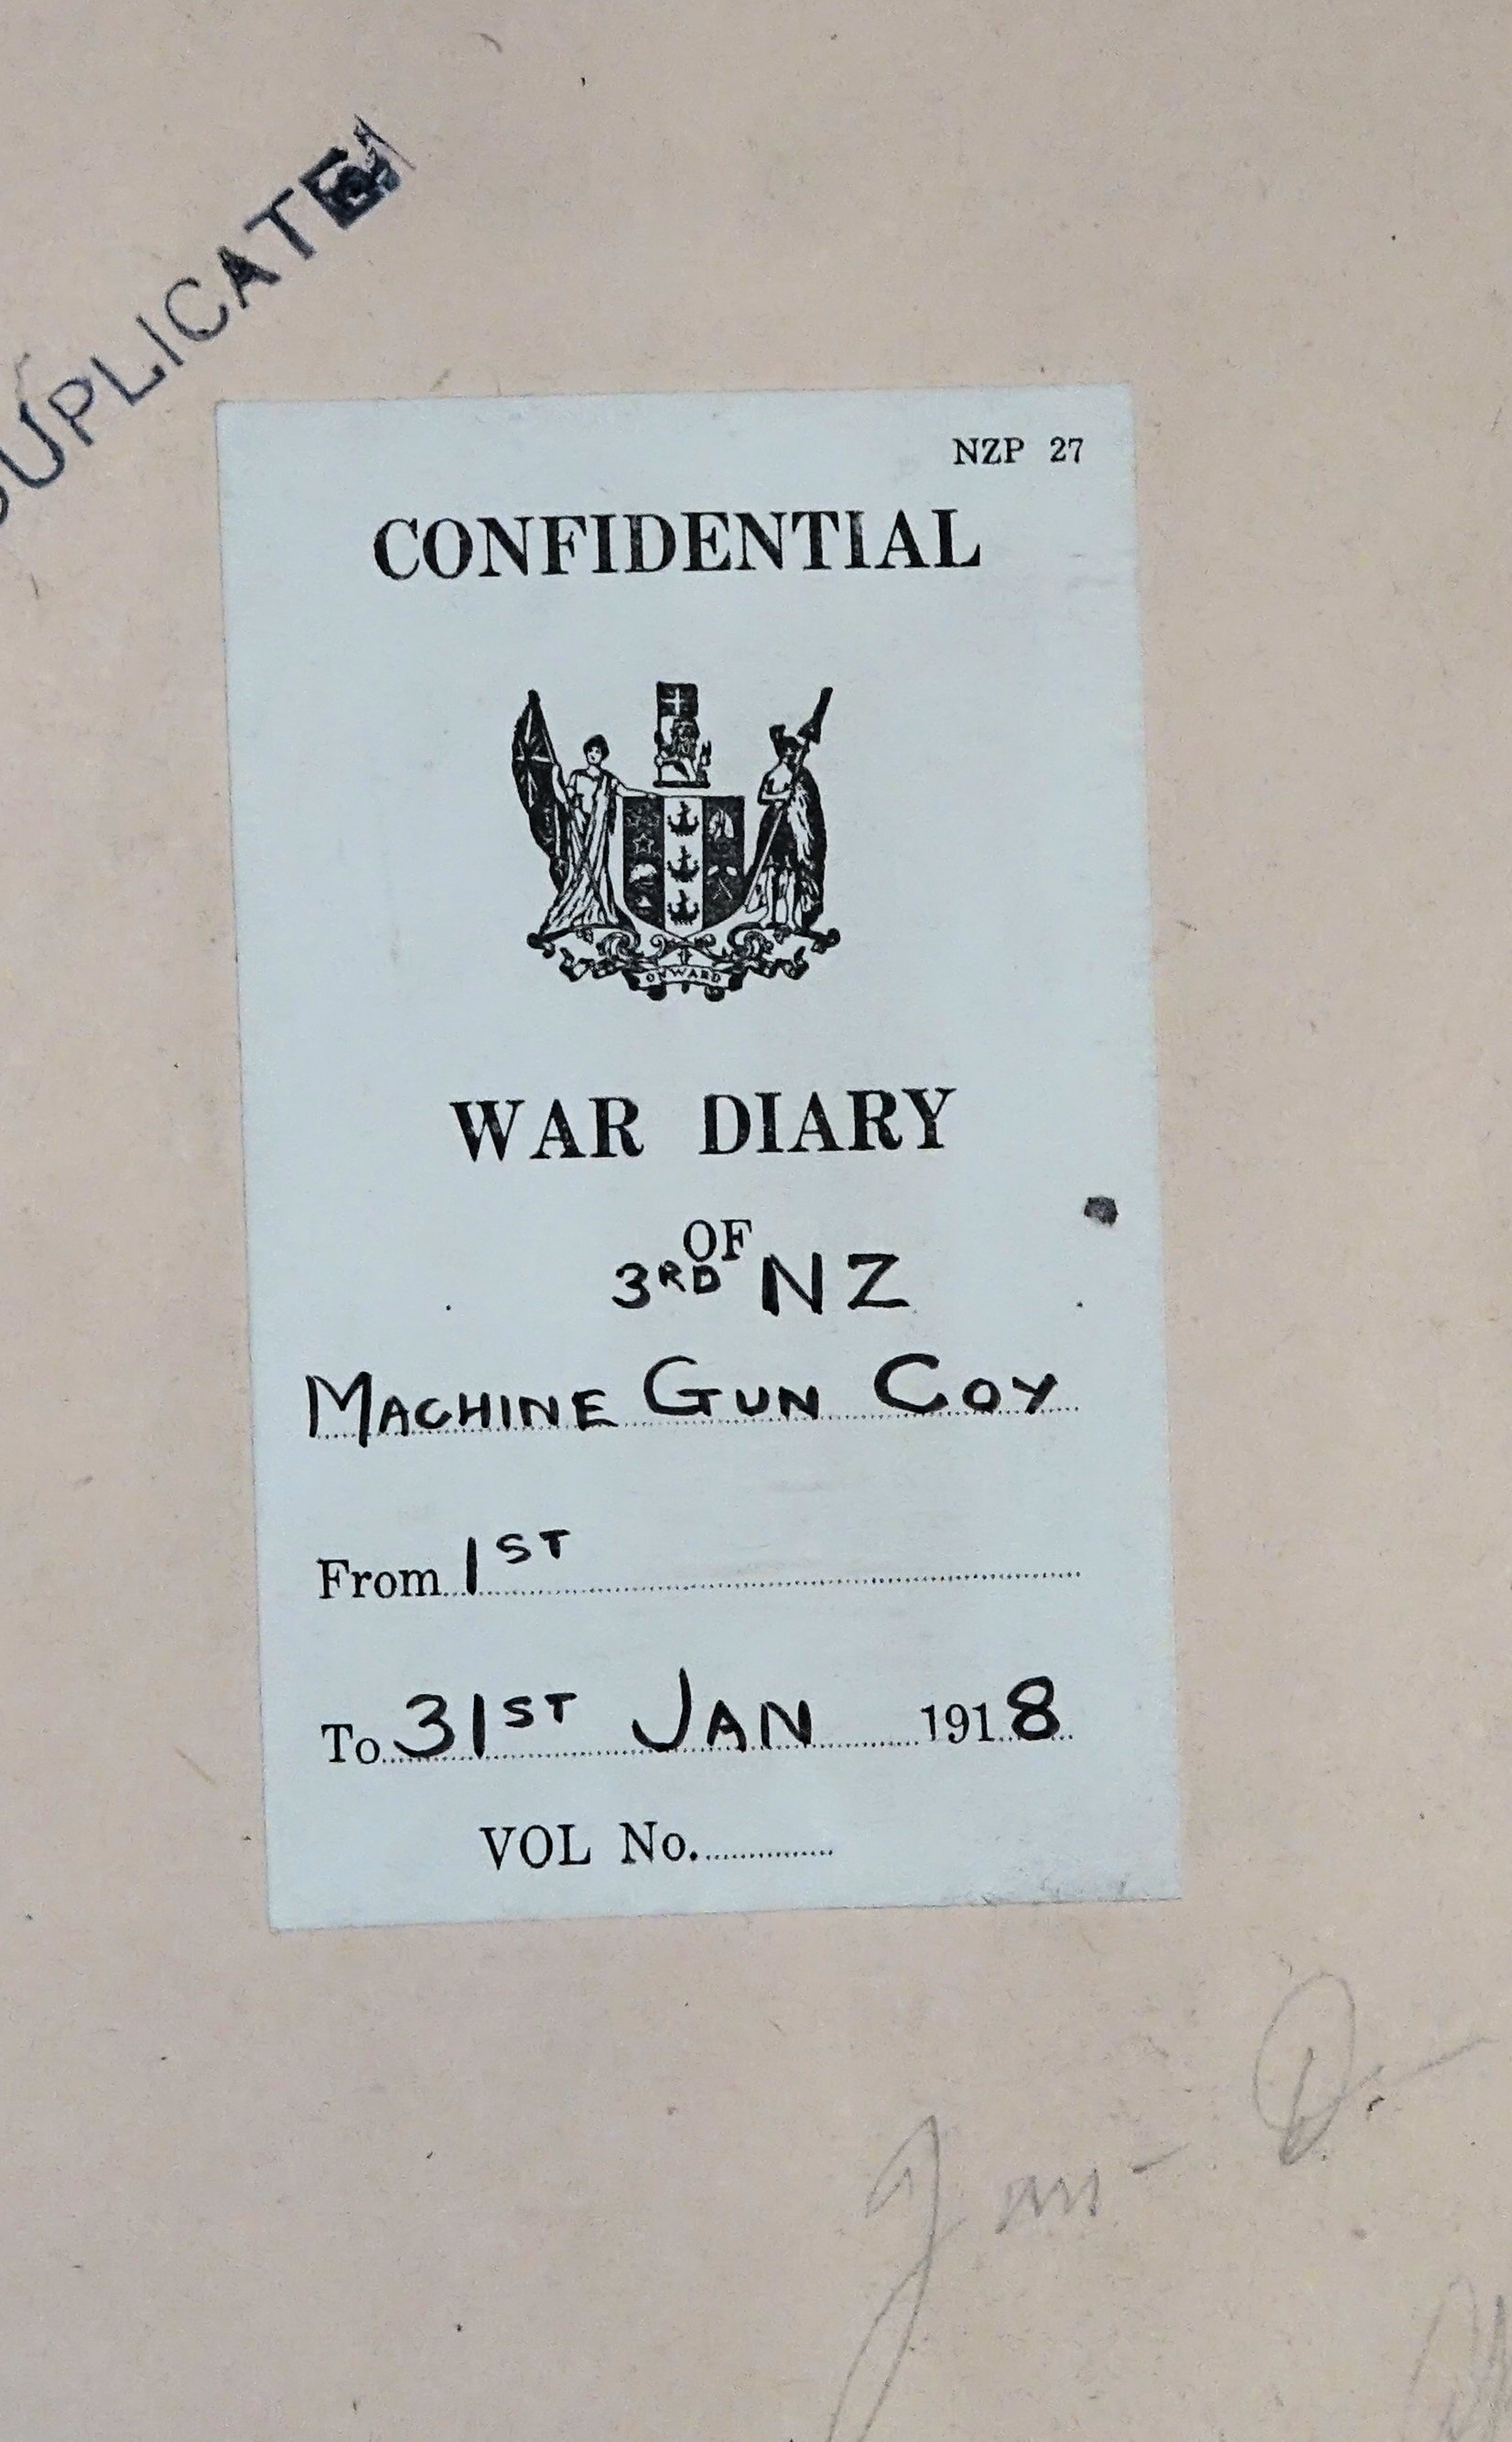 DUPLICATE
NZP 27
CONFIDENTIAL
ONWARD
WAR DIARY
OF
3RD NZ
MACHINE GUN COY
From 1ST
To 31ST JAN 1918
VOL No.